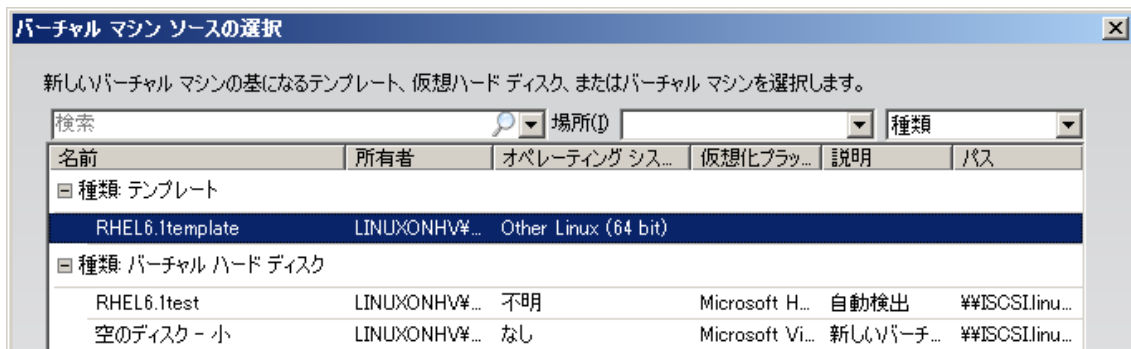 バーチャル マシン ソースの選択
新しいバーチャル マシンの基になるテンプレート、仮想ハード ディスク、またはバーチャル マシンを選択します。
検索 場所(I) 種類
名前 所有者 オペレーティング シス... 仮想化プラッ... 説明 パス
種類: テンプレート
RHEL6.1template LINUXONHV¥... Other Linux (64 bit)
種類: バーチャル ハード ディスク
RHEL6.1test LINUXONHV¥... 不明 Microsoft H... 自動検出 ¥¥ISCSI.linu...
空のディスク - 小 LINUXONHV¥... なし Microsoft Vi... 新しいバーチ... ¥¥ISCSI.linu...